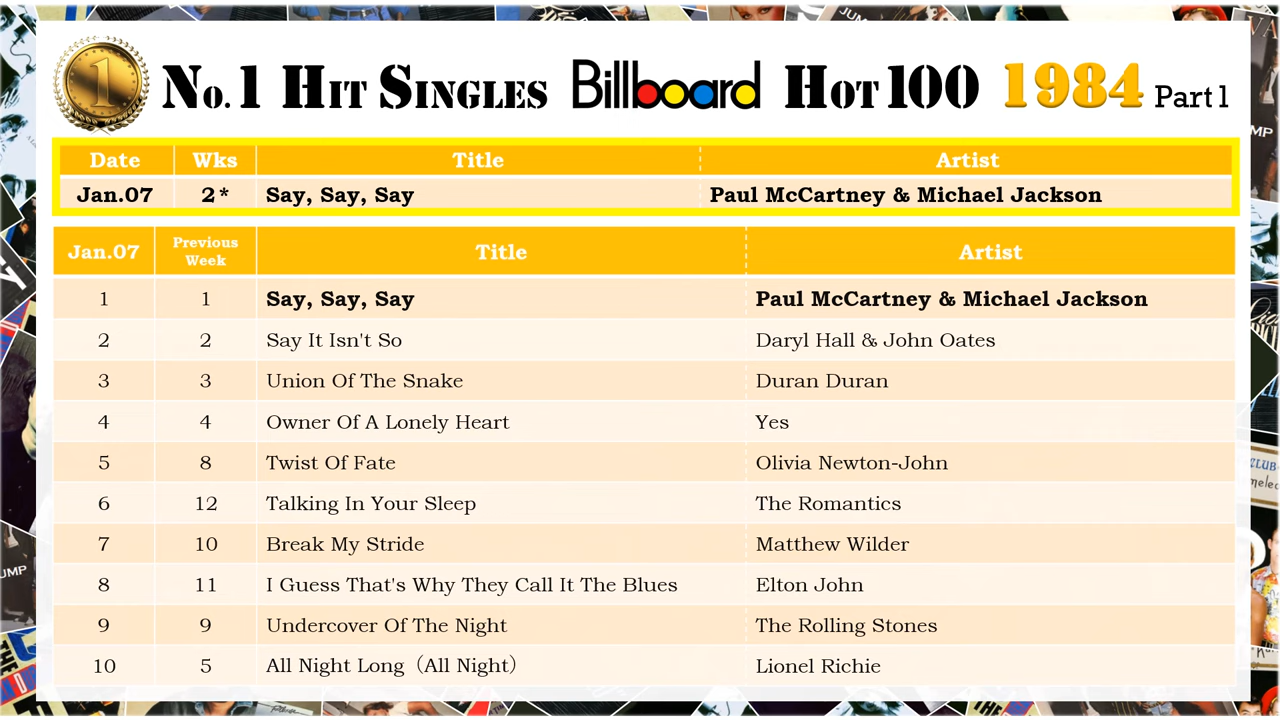 1 No.1 Hit Singles Billboard Hot 100 1984 Part 1
Date Wks Title Artist
Jan.07 2* Say, Say, Say Paul McCartney & Michael Jackson
Jan.07 Previous Week Title Artist
1 1 Say, Say, Say Paul McCartney & Michael Jackson
2 2 Say It Isn't So Daryl Hall & John Oates
3 3 Union Of The Snake Duran Duran
4 4 Owner Of A Lonely Heart Yes
5 8 Twist Of Fate Olivia Newton-John
6 12 Talking In Your Sleep The Romantics
7 10 Break My Stride Matthew Wilder
8 11 I Guess That's Why They Call It The Blues Elton John
9 9 Undercover Of The Night The Rolling Stones
10 5 All Night Long（All Night） Lionel Richie